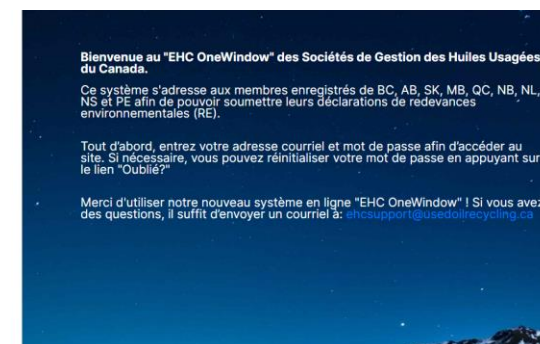 Bienvenue au "EHC OneWindow" des Sociétés de Gestion des Huiles Usagées
du Canada.
Ce système s'adresse aux membres enregistrés de BC, AB, SK, MB, QC, NB, NL,
NS et PE afin de pouvoir soumettre leurs déclarations de redevances
environnementales (RE).
Tout d'abord, entrez votre adresse courriel et mot de passe afin d'accéder au
site. Si nécessaire, vous pouvez réinitialiser votre mot de passe en appuyant sur
le lien "Oublié?"
Merci d'utiliser notre nouveau système en ligne "EHC OneWindow" ! Si vous avez
des questions, il suffit d'envoyer un courriel à: ehcsupport@usedoilrecycling.ca